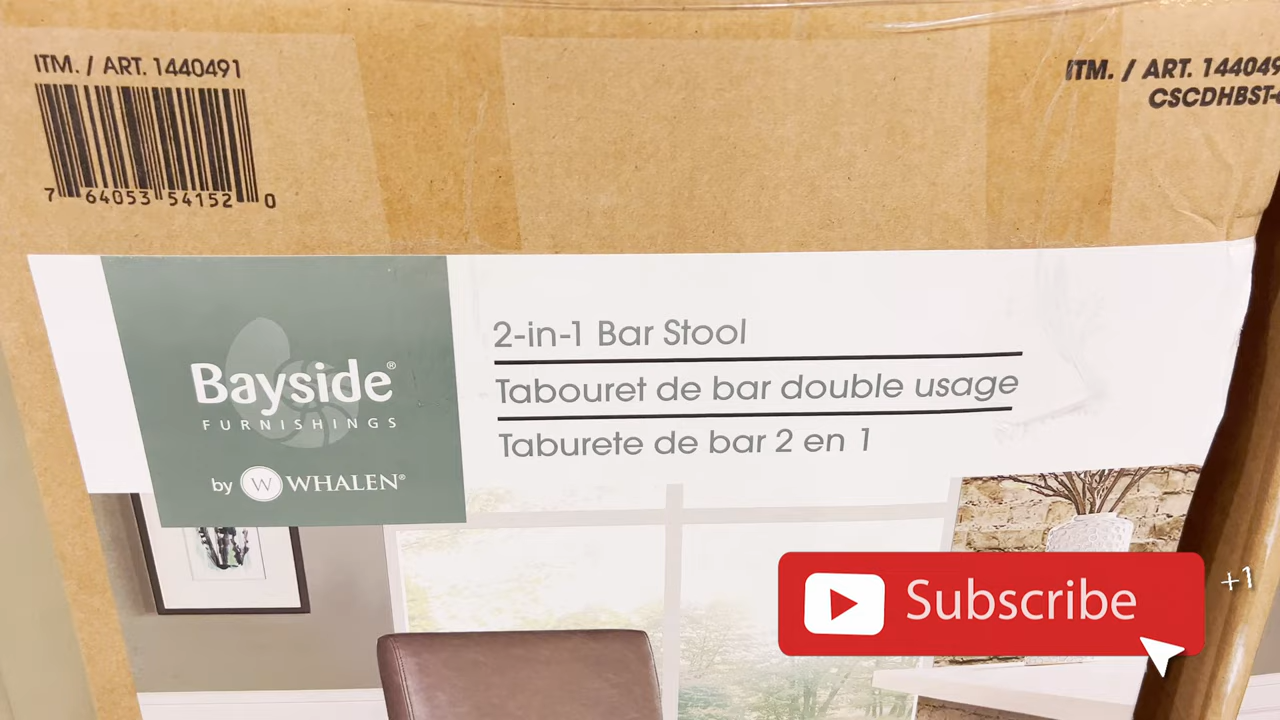 ITM. / ART. 1440491
7 64053 54152 0
ITM. / ART. 144049
CSCDHBST-
Bayside®
FURNISHINGS
by W WHALEN®
2-in-1 Bar Stool
Tabouret de bar double usage
Taburete de bar 2 en 1
Subscribe
+1